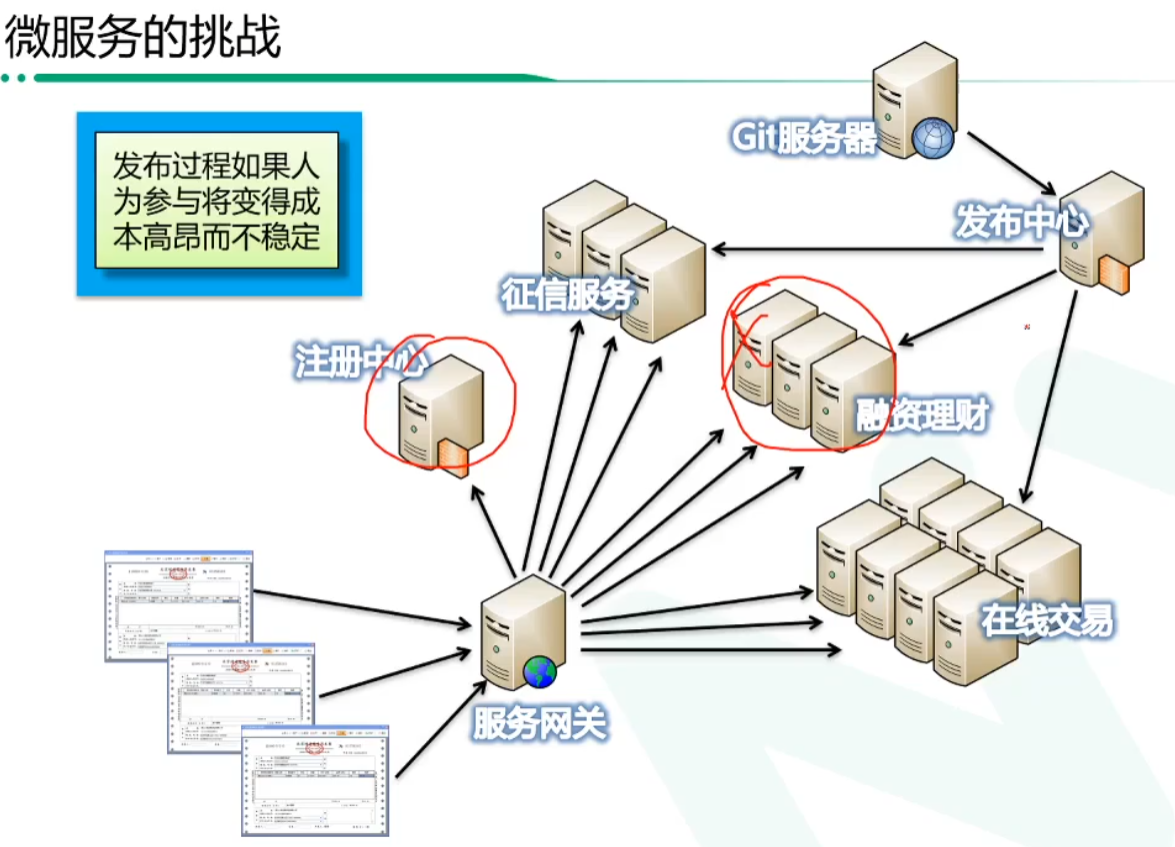 微服务的挑战
Git服务器
发布过程如果人
为参与将变得成
本高昂而不稳定
发布中心
征信服务
注册中心
融资理财
在线交易
服务网关